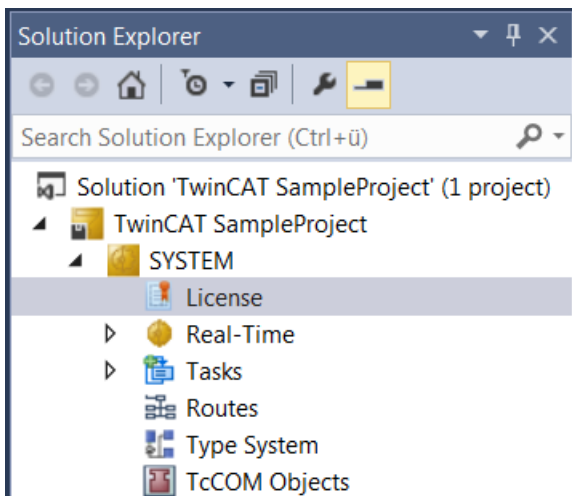 Solution Explorer
Search Solution Explorer (Ctrl+ü)
Solution 'TwinCAT SampleProject' (1 project)
TwinCAT SampleProject
SYSTEM
License
Real-Time
Tasks
Routes
Type System
TcCOM Objects